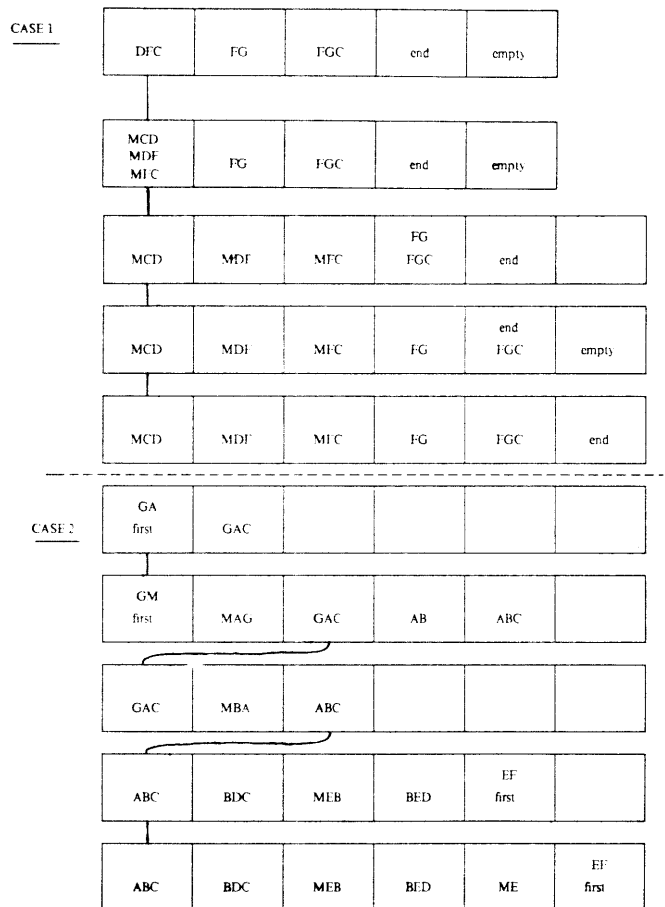 CASE 1
DFC FG FGC end empty
MCD
MDF
MFC FG FGC end empty
FG
MCD MDF MFC FGC end
end
MCD MDF MFC FG FGC empty
MCD MDF MFC FG FGC end
CASE 2
GA
first GAC
GM
first MAG GAC AB ABC
GAC MBA ABC
EF
ABC BDC MEB BED first
EF
ABC BDC MEB BED ME first